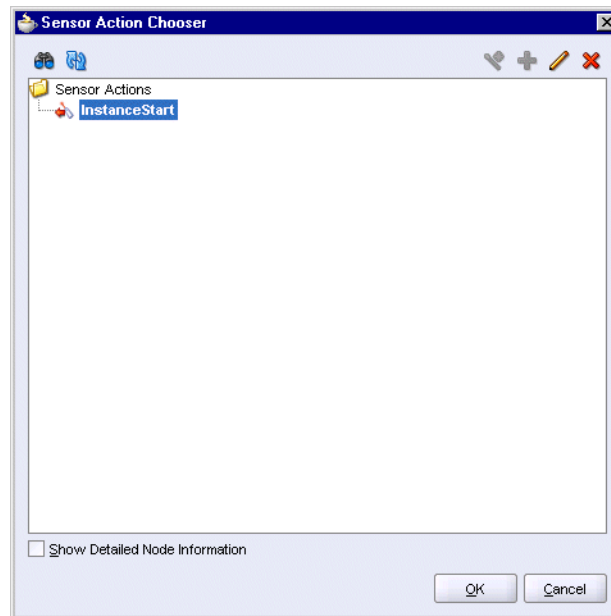 Sensor Action Chooser
Sensor Actions
InstanceStart
Show Detailed Node Information
OK
Cancel